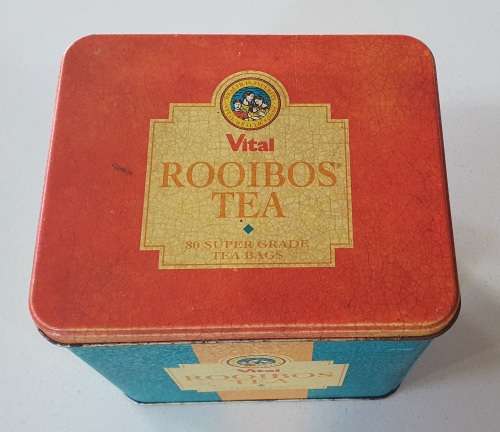 Vital
ROOIBOS
TEA
80 SUPER GRADE
TEA BAGS
Vital
ROOIBOS
TEA